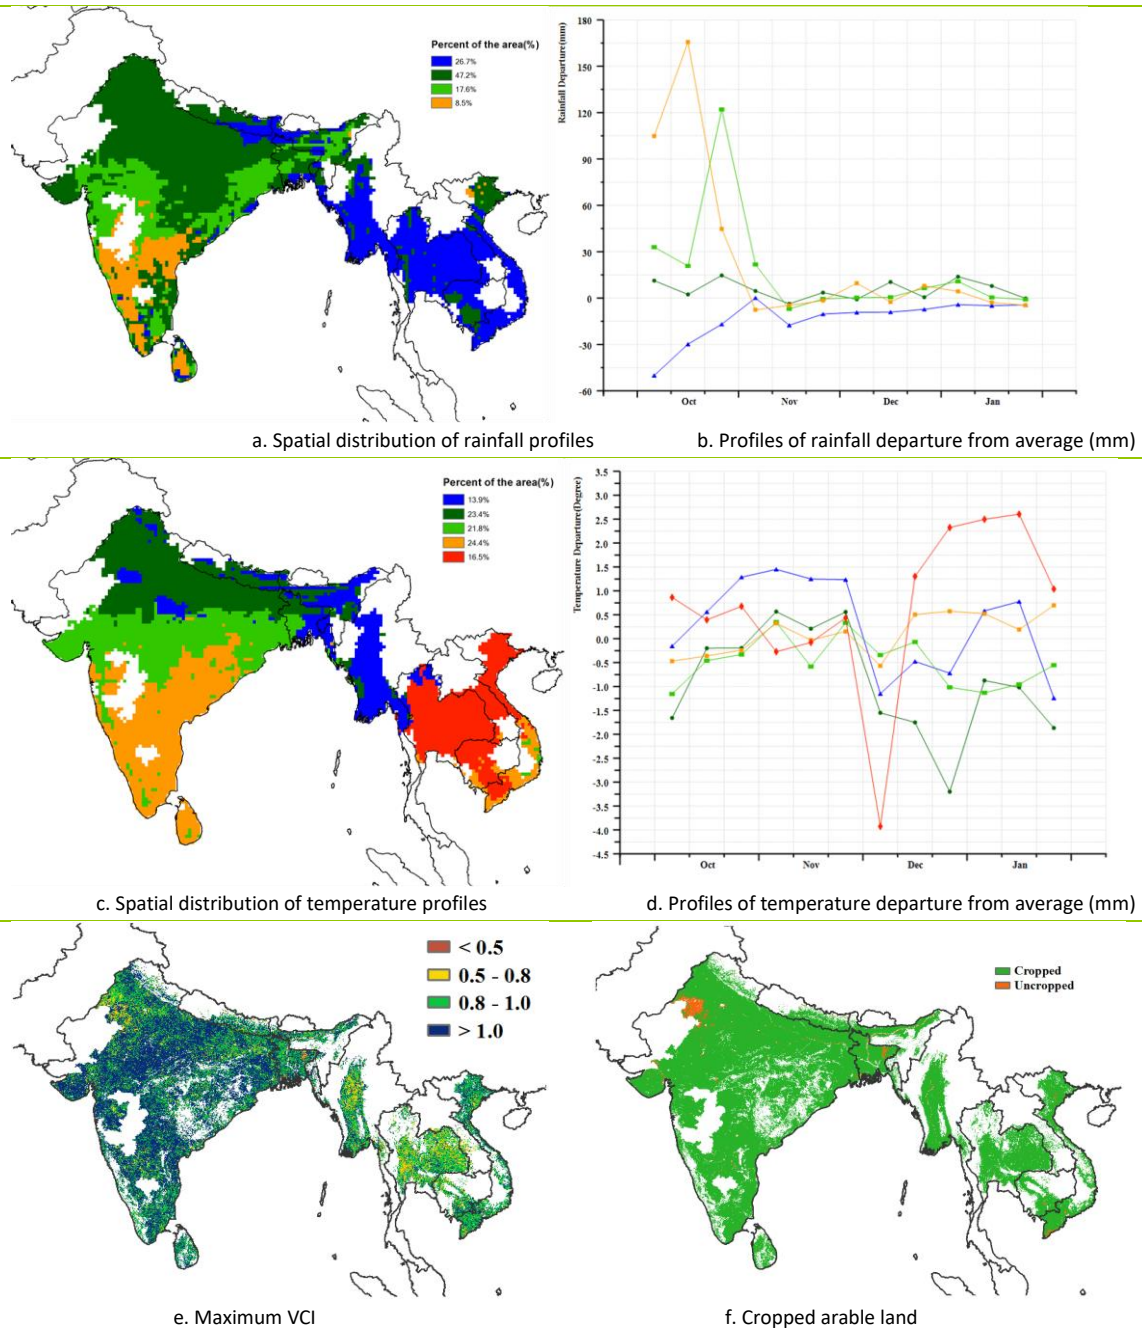 Percent of the area(%)
26.7%
47.2%
17.6%
8.5%
Rainfall Departure(mm)
180
150
120
90
60
30
0
-30
-60
Oct Nov Dec Jan
a. Spatial distribution of rainfall profiles b. Profiles of rainfall departure from average (mm)
Percent of the area(%)
13.9%
23.4%
21.8%
24.4%
16.5%
Temperature Departure(Degree)
3.5
3.0
2.5
2.0
1.5
1.0
0.5
0.0
-0.5
-1.0
-1.5
-2.0
-2.5
-3.0
-3.5
-4.0
-4.5
Oct Nov Dec Jan
c. Spatial distribution of temperature profiles d. Profiles of temperature departure from average (mm)
< 0.5
0.5 - 0.8
0.8 - 1.0
> 1.0
Cropped
Uncropped
e. Maximum VCI f. Cropped arable land